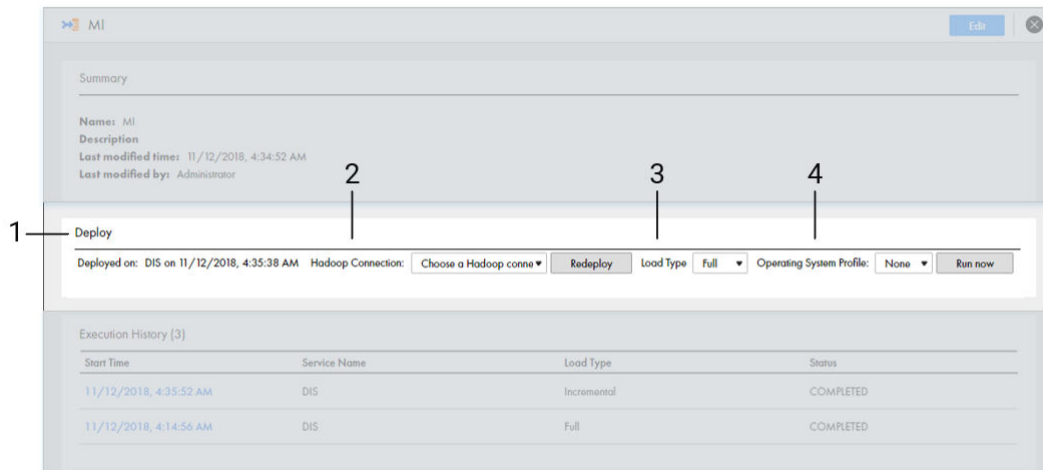 MI
Edit
Summary
Name: MI
Description
Last modified time: 11/12/2018, 4:34:52 AM
Last modified by: Administrator
2 3 4
1
Deploy
Deployed on: DIS on 11/12/2018, 4:35:38 AM Hadoop Connection: Choose a Hadoop conne Redeploy Load Type Full Operating System Profile: None Run now
Execution History (3)
Start Time Service Name Load Type Status
11/12/2018, 4:35:52 AM DIS Incremental COMPLETED
11/12/2018, 4:14:56 AM DIS Full COMPLETED